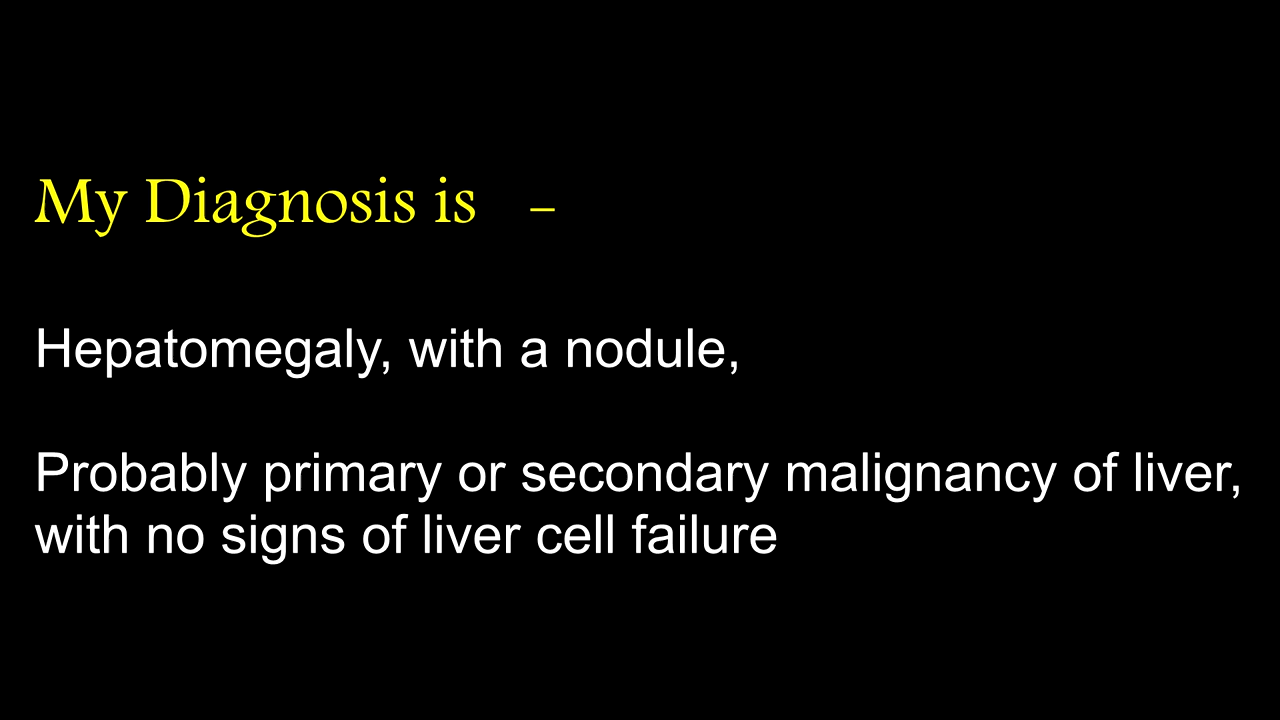 My Diagnosis is –
Hepatomegaly, with a nodule,
Probably primary or secondary malignancy of liver,
with no signs of liver cell failure